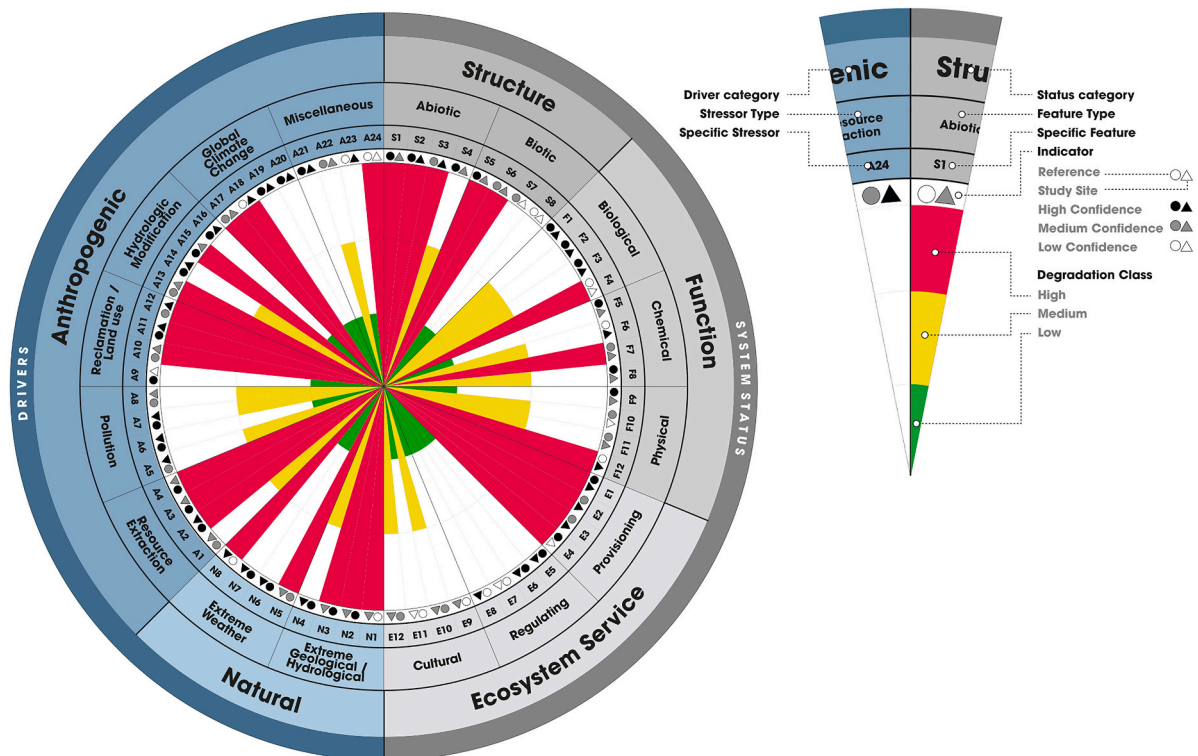 DRIVERS
SYSTEM STATUS
Anthropogenic
Natural
Structure
Function
Ecosystem Service
Miscellaneous
Global
Climate
Change
Hydrologic
Modification
Reclamation /
Land use
Pollution
Resource
Extraction
Extreme
Weather
Extreme
Geological /
Hydrological
Abiotic
Biotic
Biological
Chemical
Physical
Provisioning
Regulating
Cultural
S1
S2
S3
S4
S5
S6
S7
S8
F1
F2
F3
F4
F5
F6
F7
F8
F9
F10
F11
F12
E1
E2
E3
E4
E5
E6
E7
E8
E9
E10
E11
E12
N1
N2
N3
N4
N5
N6
N7
N8
A1
A2
A3
A4
A5
A6
A7
A8
A9
A10
A11
A12
A13
A14
A15
A16
A17
A18
A19
A20
A21
A22
A23
A24
enic
Stru
source
action
Abiotic
A24
S1
Driver category
Stressor Type
Specific Stressor
Status category
Feature Type
Specific Feature
Indicator
Reference
Study Site
High Confidence
Medium Confidence
Low Confidence
Degradation Class
High
Medium
Low